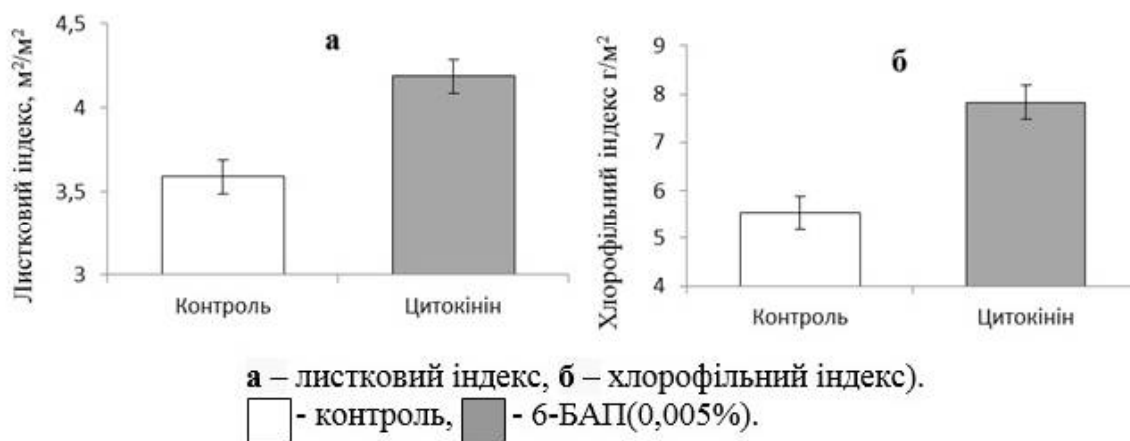 Листковий індекс, м²/м²
4,5
4
3,5
3
а
Контроль
Цитокінін
Хлорофільний індекс г/м²
9
8
7
6
5
4
б
Контроль
Цитокінін
а – листковий індекс, б – хлорофільний індекс).
- контроль, - 6-БАП(0,005%).